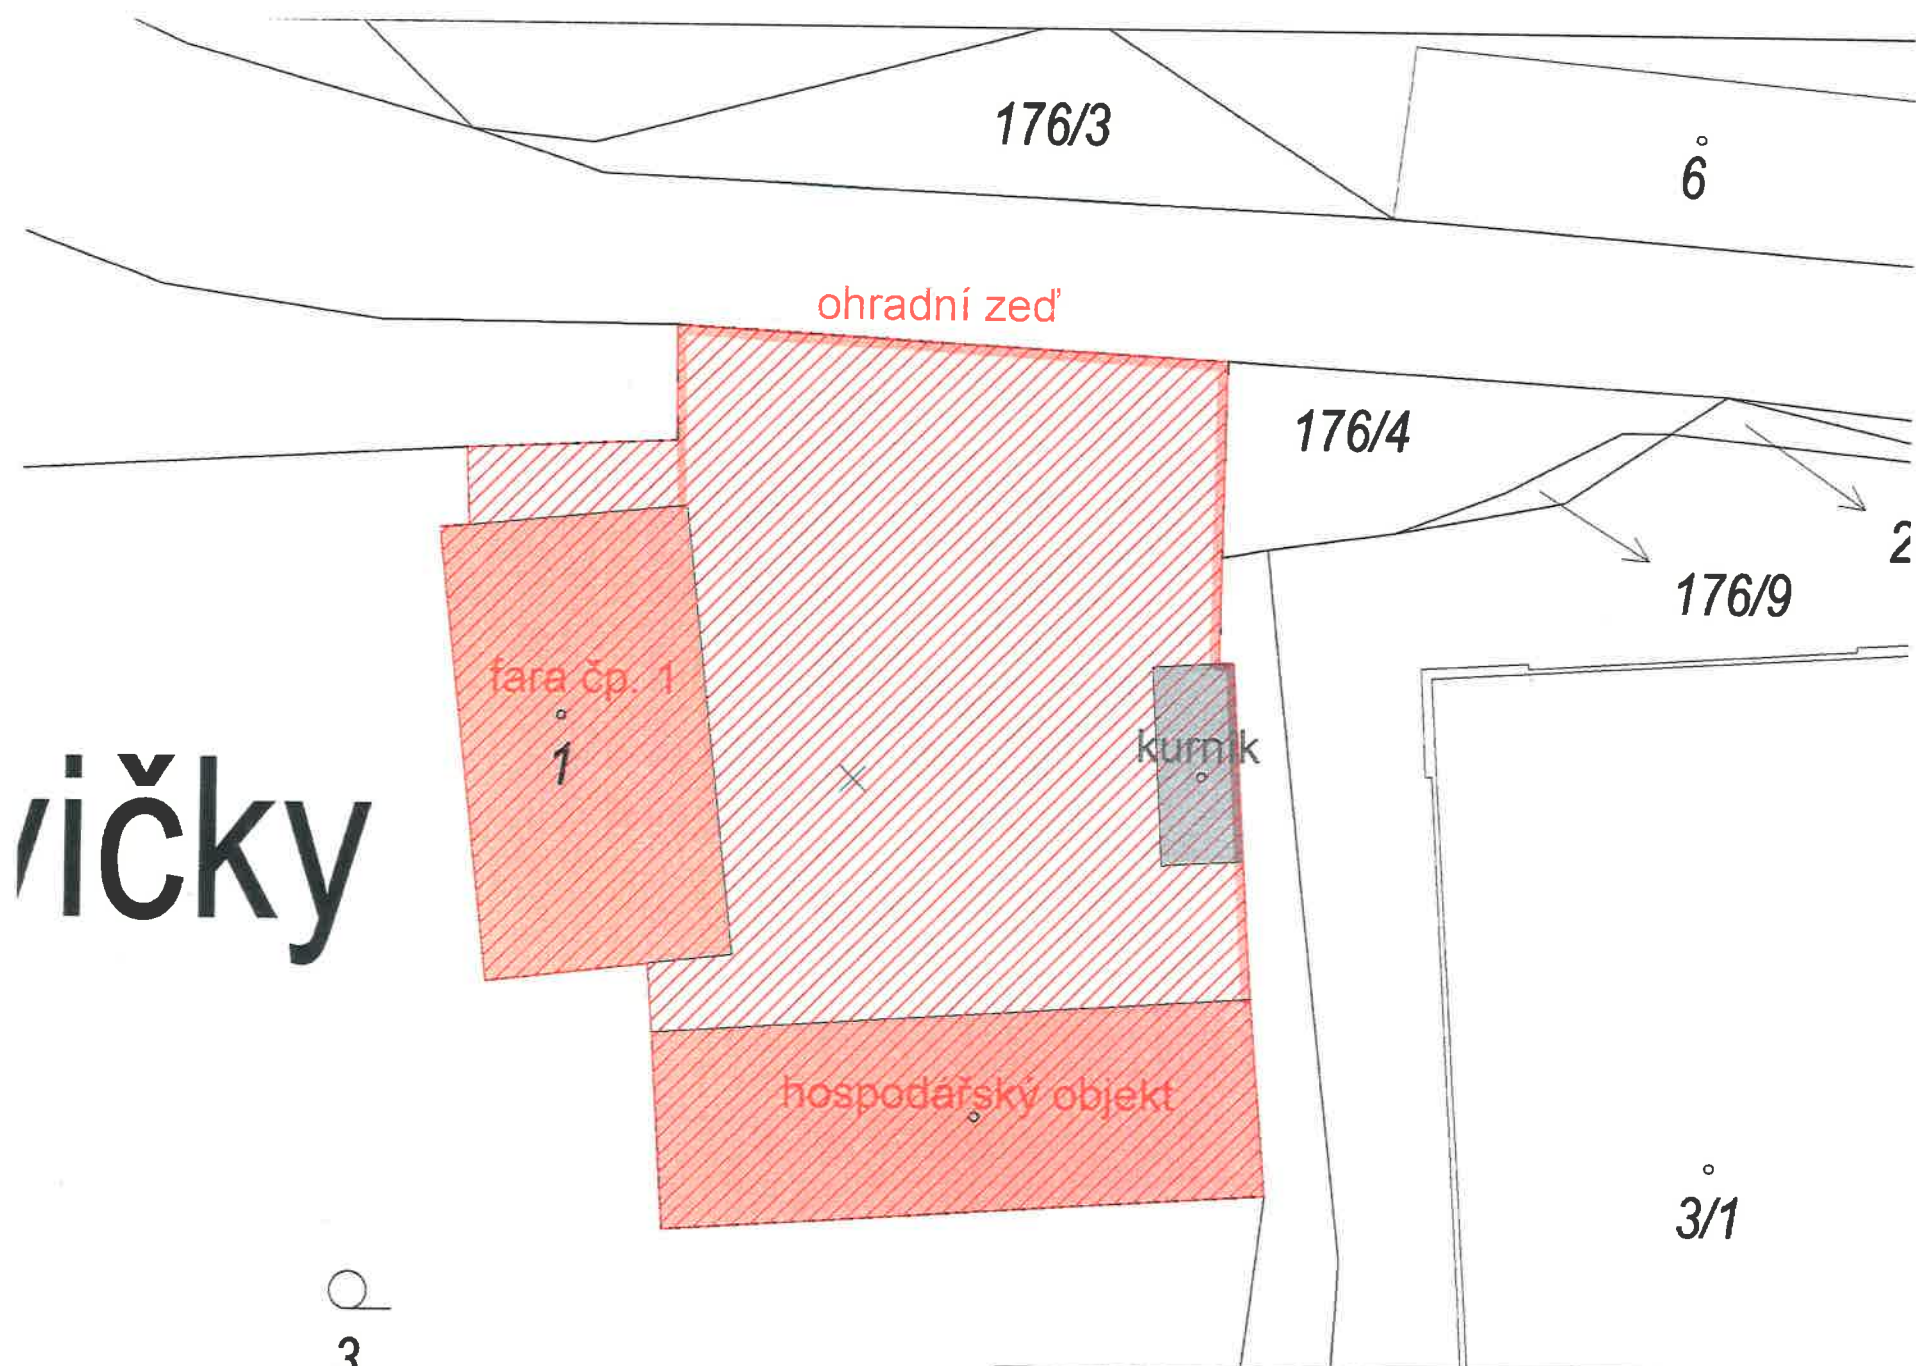 176/3
6
ohradní zeď
176/4
2
176/9
fara čp. 1
1
kurník
vičky
hospodářský objekt
3/1
3